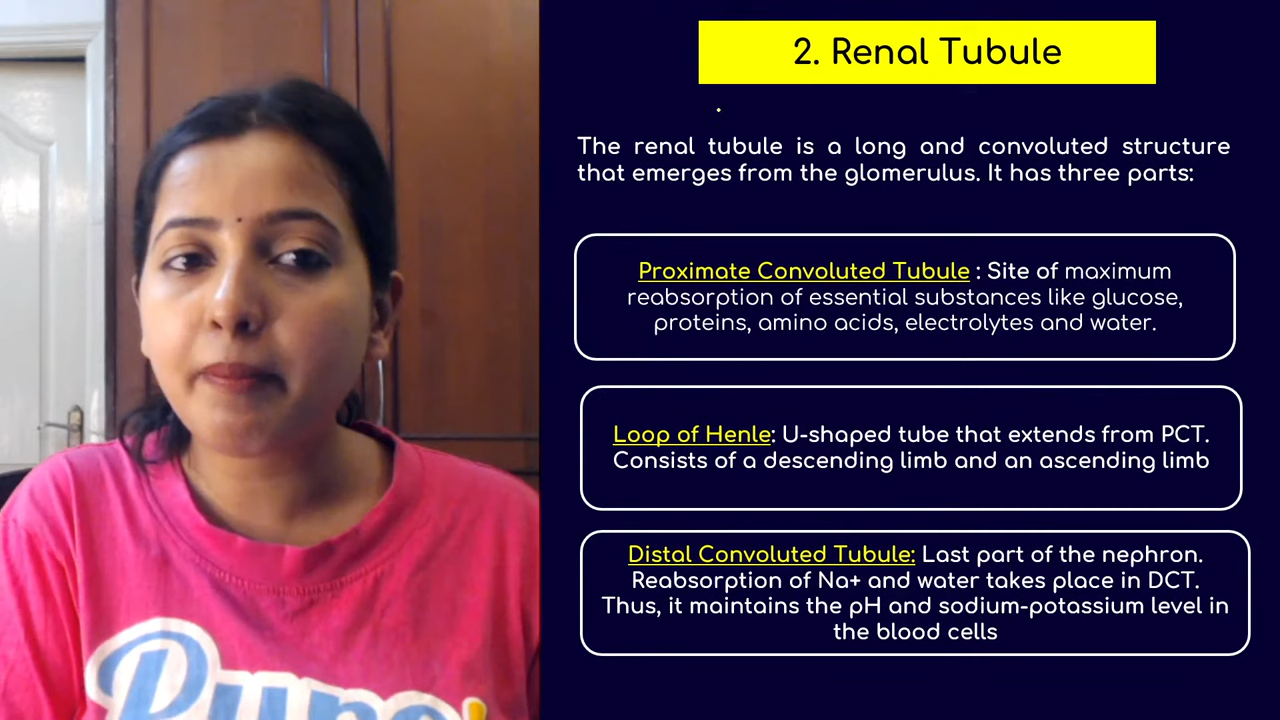 2. Renal Tubule
The renal tubule is a long and convoluted structure
that emerges from the glomerulus. It has three parts:
Proximate Convoluted Tubule : Site of maximum
reabsorption of essential substances like glucose,
proteins, amino acids, electrolytes and water.
Loop of Henle: U-shaped tube that extends from PCT.
Consists of a descending limb and an ascending limb
Distal Convoluted Tubule: Last part of the nephron.
Reabsorption of Na+ and water takes place in DCT.
Thus, it maintains the pH and sodium-potassium level in
the blood cells